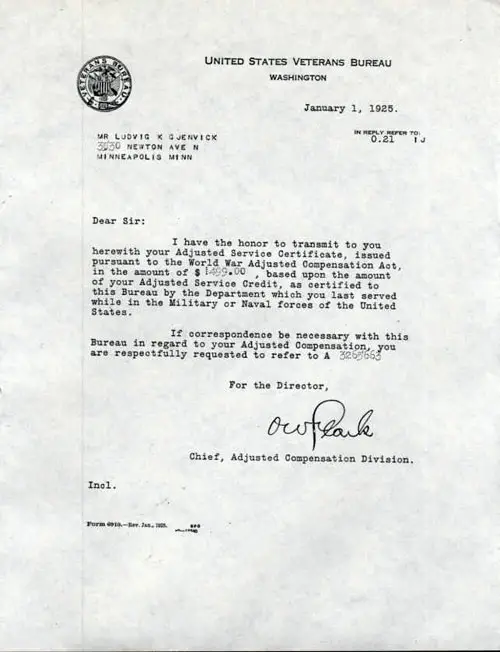 VETERANS BUREAU
UNITED STATES VETERANS BUREAU
WASHINGTON
January 1, 1925.
IN REPLY REFER TO:
0.21 IJ
MR LUDVIG K GJENVICK
3530 NEWTON AVE N
MINNEAPOLIS MINN
Dear Sir:
I have the honor to transmit to you
herewith your Adjusted Service Certificate, issued
pursuant to the World War Adjusted Compensation Act,
in the amount of $ 1499.00 , based upon the amount
of your Adjusted Service Credit, as certified to
this Bureau by the Department which you last served
while in the Military or Naval forces of the United
States.
If correspondence be necessary with this
Bureau in regard to your Adjusted Compensation, you
are respectfully requested to refer to A
For the Director,
Chief, Adjusted Compensation Division.
Incl.
Form 6910.—Rev. Jan., 1925.